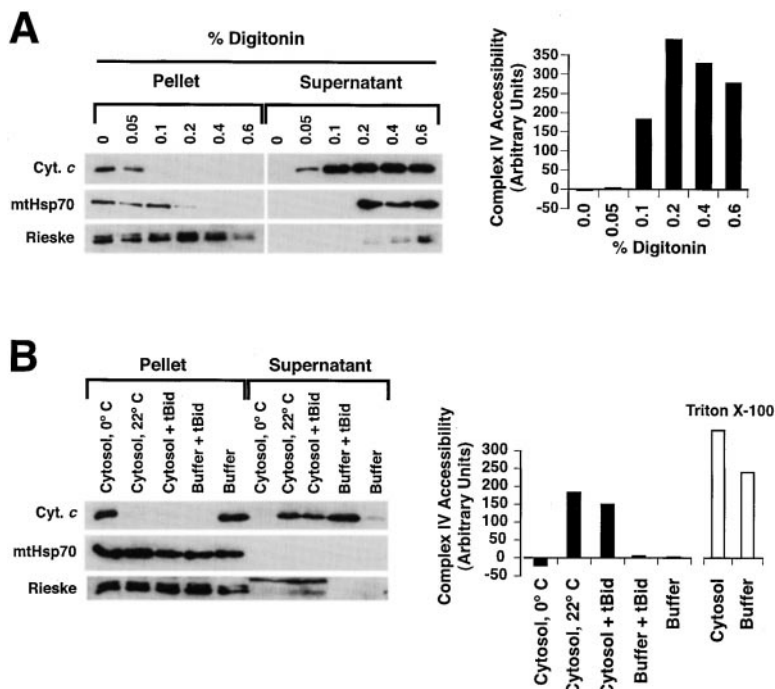 A
% Digitonin
Pellet
Supernatant
0
0.05
0.1
0.2
0.4
0.6
0
0.05
0.1
0.2
0.4
0.6
Cyt. c
mtHsp70
Rieske
Complex IV Accessibility
(Arbitrary Units)
350
300
250
200
150
100
50
0
-50
0.0
0.05
0.1
0.2
0.4
0.6
% Digitonin
B
Pellet
Supernatant
Cytosol, 0° C
Cytosol, 22° C
Cytosol + tBid
Buffer + tBid
Buffer
Cytosol, 0° C
Cytosol, 22° C
Cytosol + tBid
Buffer + tBid
Buffer
Cyt. c
mtHsp70
Rieske
Complex IV Accessibility
(Arbitrary Units)
Triton X-100
300
250
200
150
100
50
0
-50
Cytosol, 0° C
Cytosol, 22° C
Cytosol + tBid
Buffer + tBid
Buffer
Cytosol
Buffer